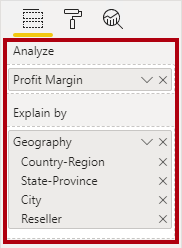 Analyze
Profit Margin
Explain by
Geography
Country-Region
State-Province
City
Reseller